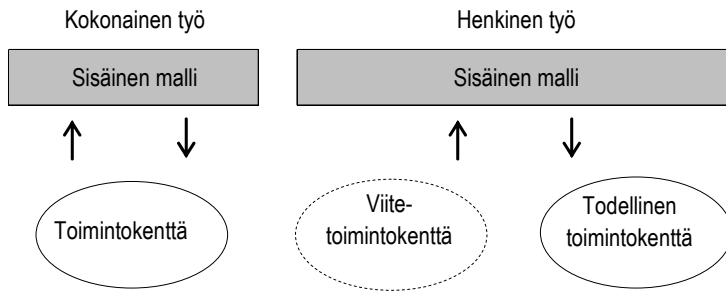 Kokonainen työ
Henkinen työ
Sisäinen malli
Sisäinen malli
Toimintokenttä
Viite-
toimintokenttä
Todellinen
toimintokenttä